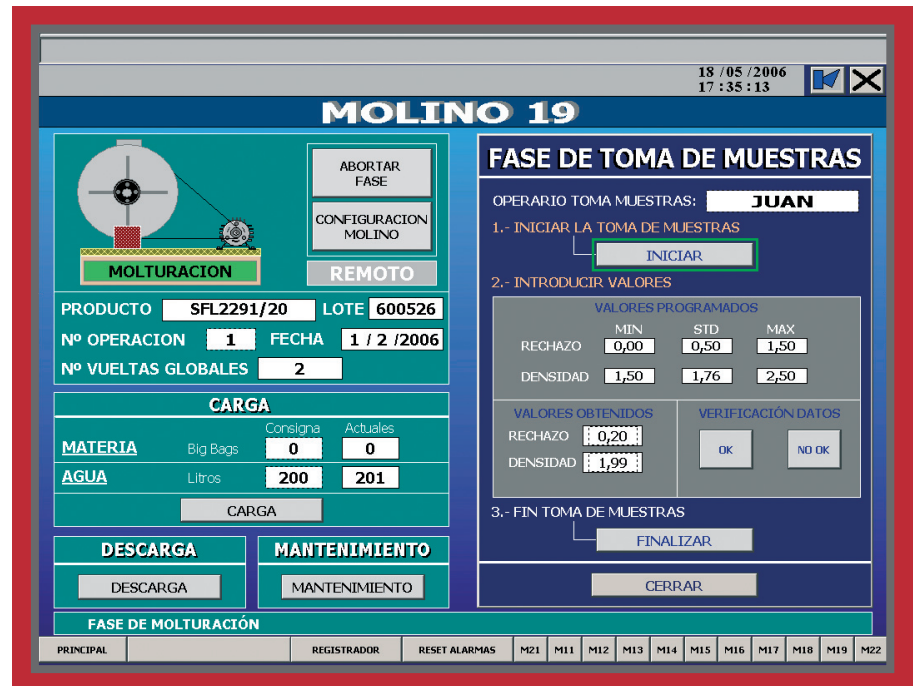 18 /05 /2006
17 :35 :13
MOLINO 19
ABORTAR
FASE
CONFIGURACION
MOLINO
MOLTURACION
REMOTO
PRODUCTO SFL2291/20 LOTE 600526
Nº OPERACION 1 FECHA 1 / 2 /2006
Nº VUELTAS GLOBALES 2
CARGA
Consigna Actuales
MATERIA Big Bags 0 0
AGUA Litros 200 201
CARGA
DESCARGA
DESCARGA
MANTENIMIENTO
MANTENIMIENTO
FASE DE TOMA DE MUESTRAS
OPERARIO TOMA MUESTRAS: JUAN
1.- INICIAR LA TOMA DE MUESTRAS
INICIAR
2.- INTRODUCIR VALORES
VALORES PROGRAMADOS
MIN STD MAX
RECHAZO 0,00 0,50 1,50
DENSIDAD 1,50 1,76 2,50
VALORES OBTENIDOS
RECHAZO 0,20
DENSIDAD 1,99
VERIFICACIÓN DATOS
OK NO OK
3.- FIN TOMA DE MUESTRAS
FINALIZAR
CERRAR
FASE DE MOLTURACIÓN
PRINCIPAL REGISTRADOR RESET ALARMAS M21 M11 M12 M13 M14 M15 M16 M17 M18 M19 M22